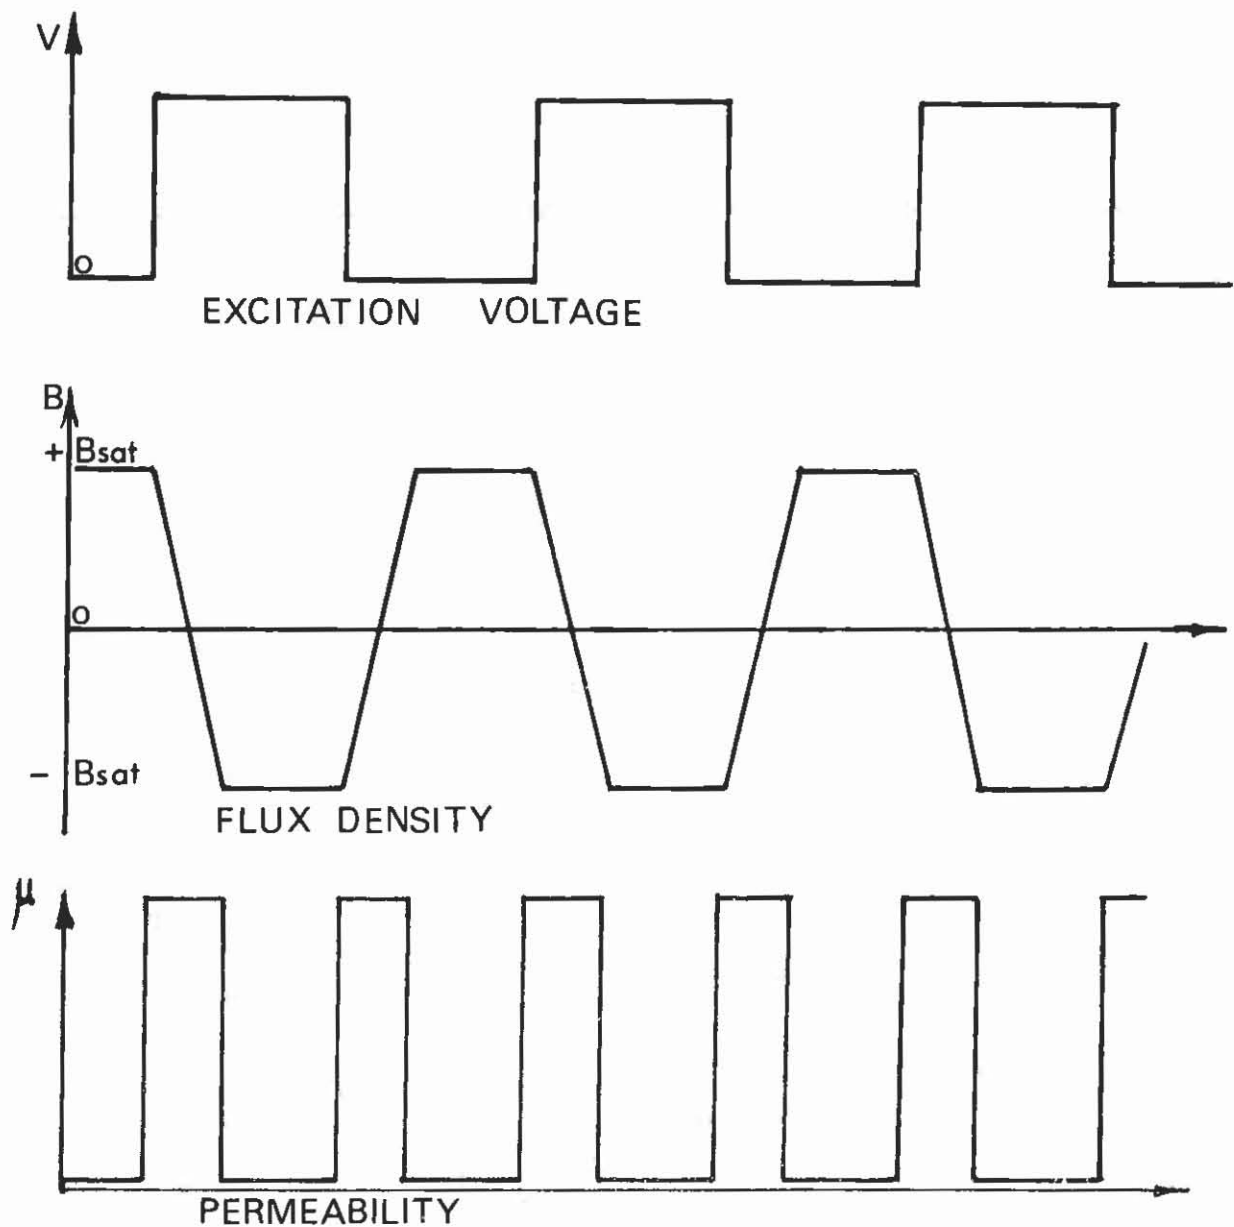 V
O
EXCITATION VOLTAGE
B
+ Bsat
O
- Bsat
FLUX DENSITY
μ
PERMEABILITY